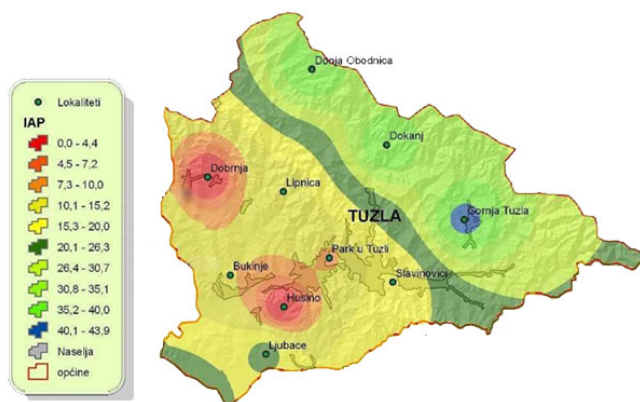 Lokaliteti
IAP
0,0 - 4,4
4,5 - 7,2
7,3 - 10,0
10,1 - 15,2
15,3 - 20,0
20,1 - 26,3
26,4 - 30,7
30,8 - 35,1
35,2 - 40,0
40,1 - 43,9
Naselja
općine
Donja Obodnica
Dokanj
Dobrnja
Lipnica
TUZLA
Gornja Tuzla
Park u Tuzli
Bukinje
Slavinovici
Husino
Ljubace